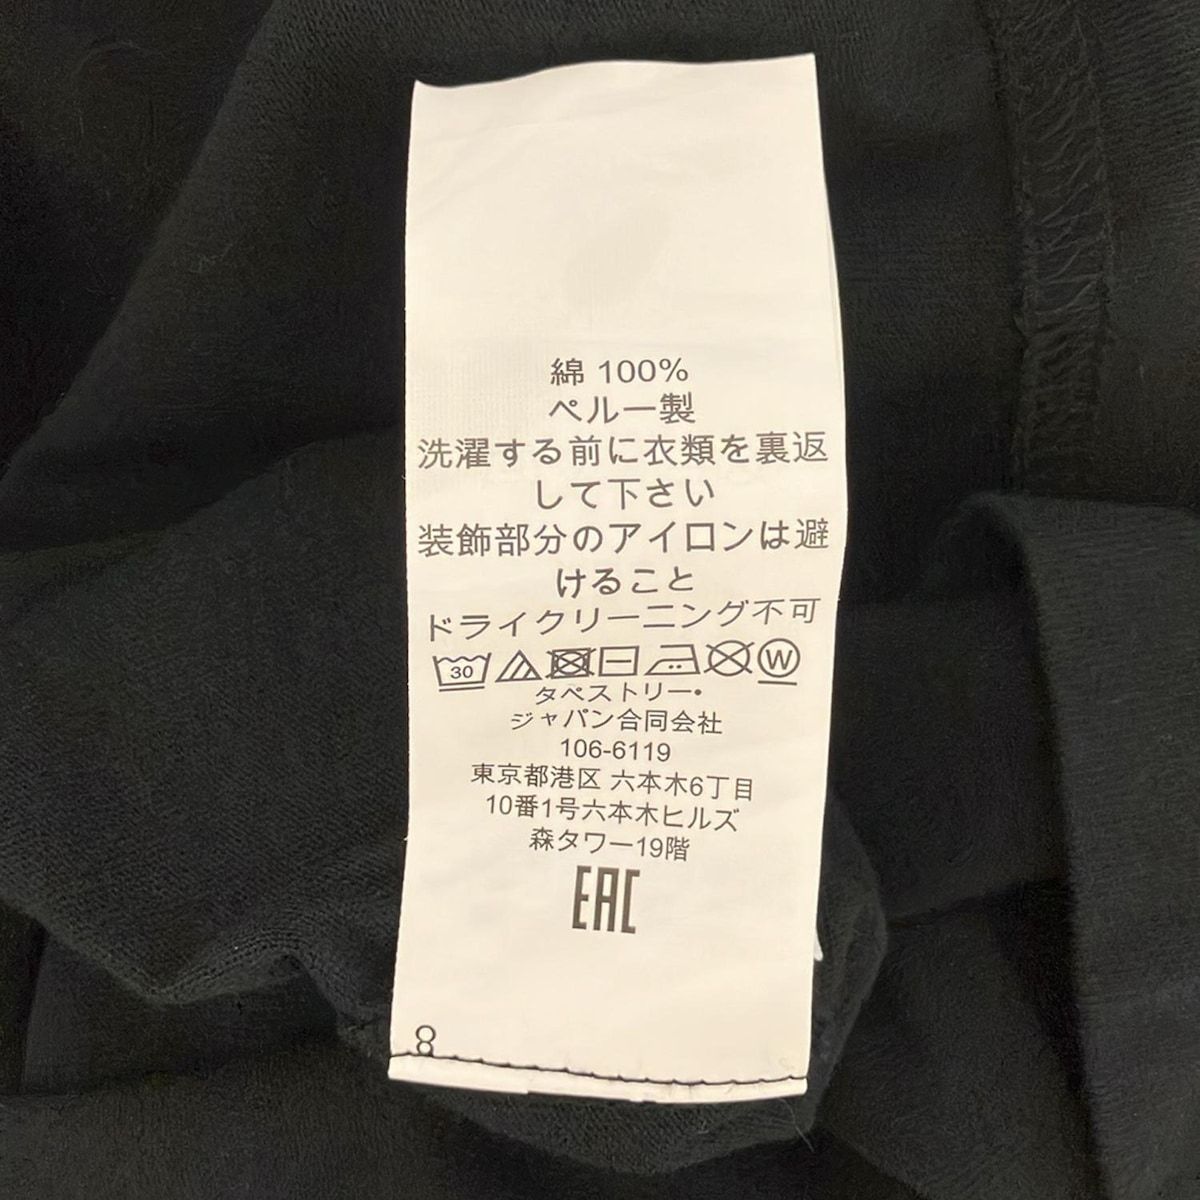 綿 100%
ペルー製
洗濯する前に衣類を裏返
して下さい
装飾部分のアイロンは避
けること
ドライクリーニング不可
30 W
タペストリー・
ジャパン合同会社
106-6119
東京都港区 六本木6丁目
10番1号六本木ヒルズ
森タワー19階
EAC
8